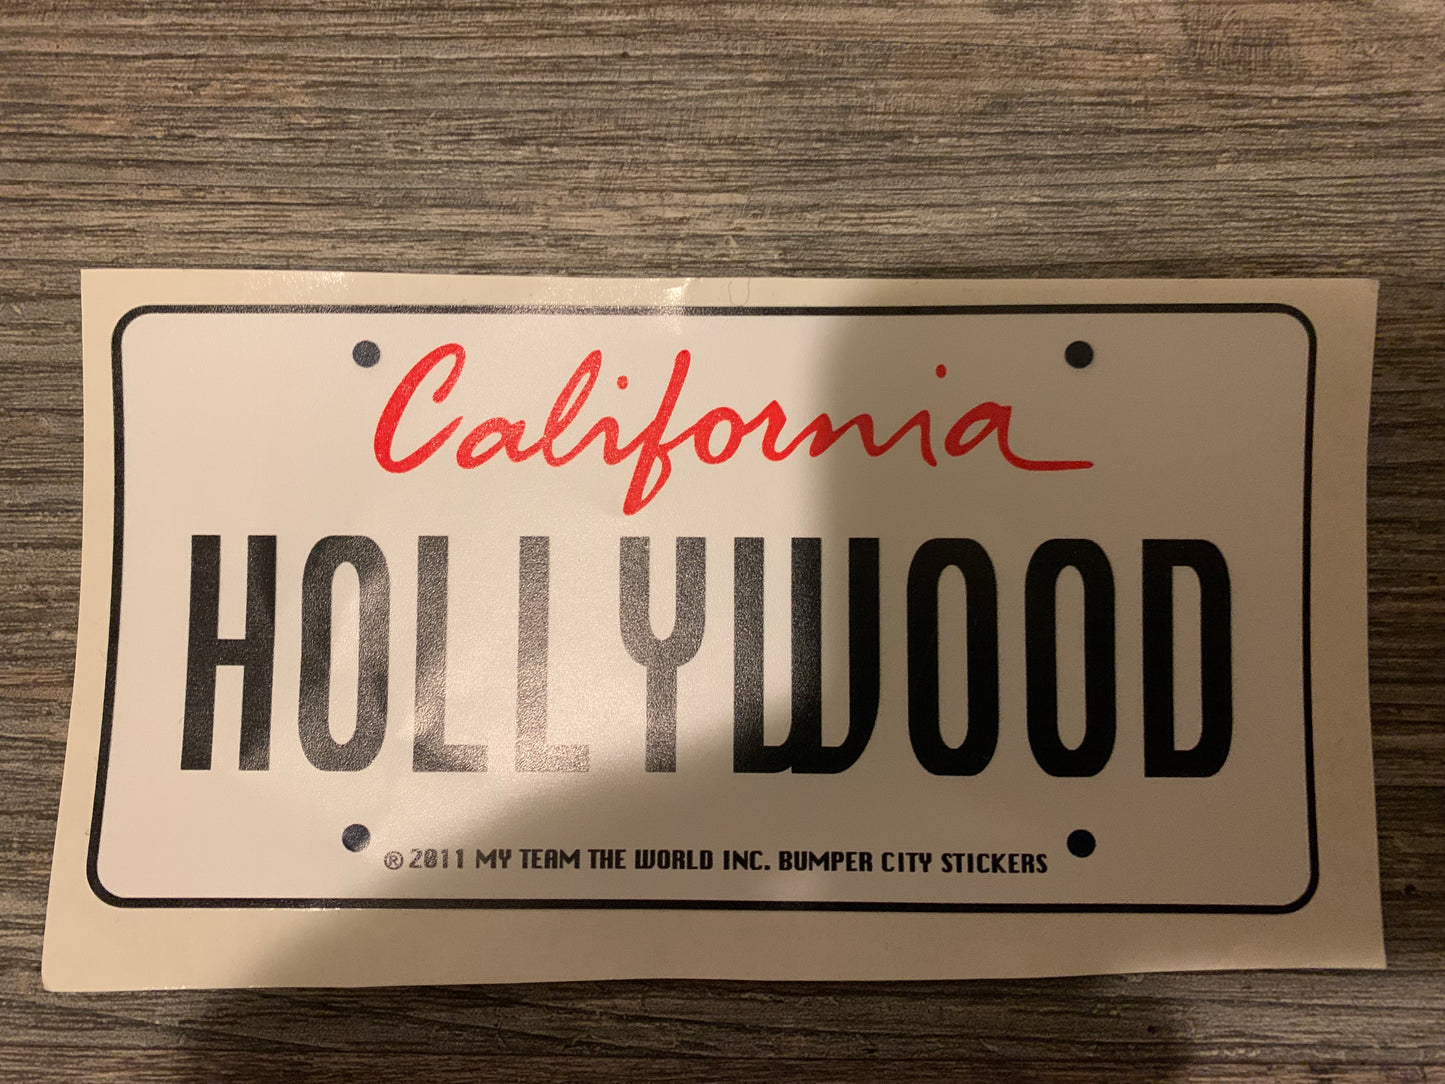 California
HOLLYWOOD
® 2011 MY TEAM THE WORLD INC. BUMPER CITY STICKERS